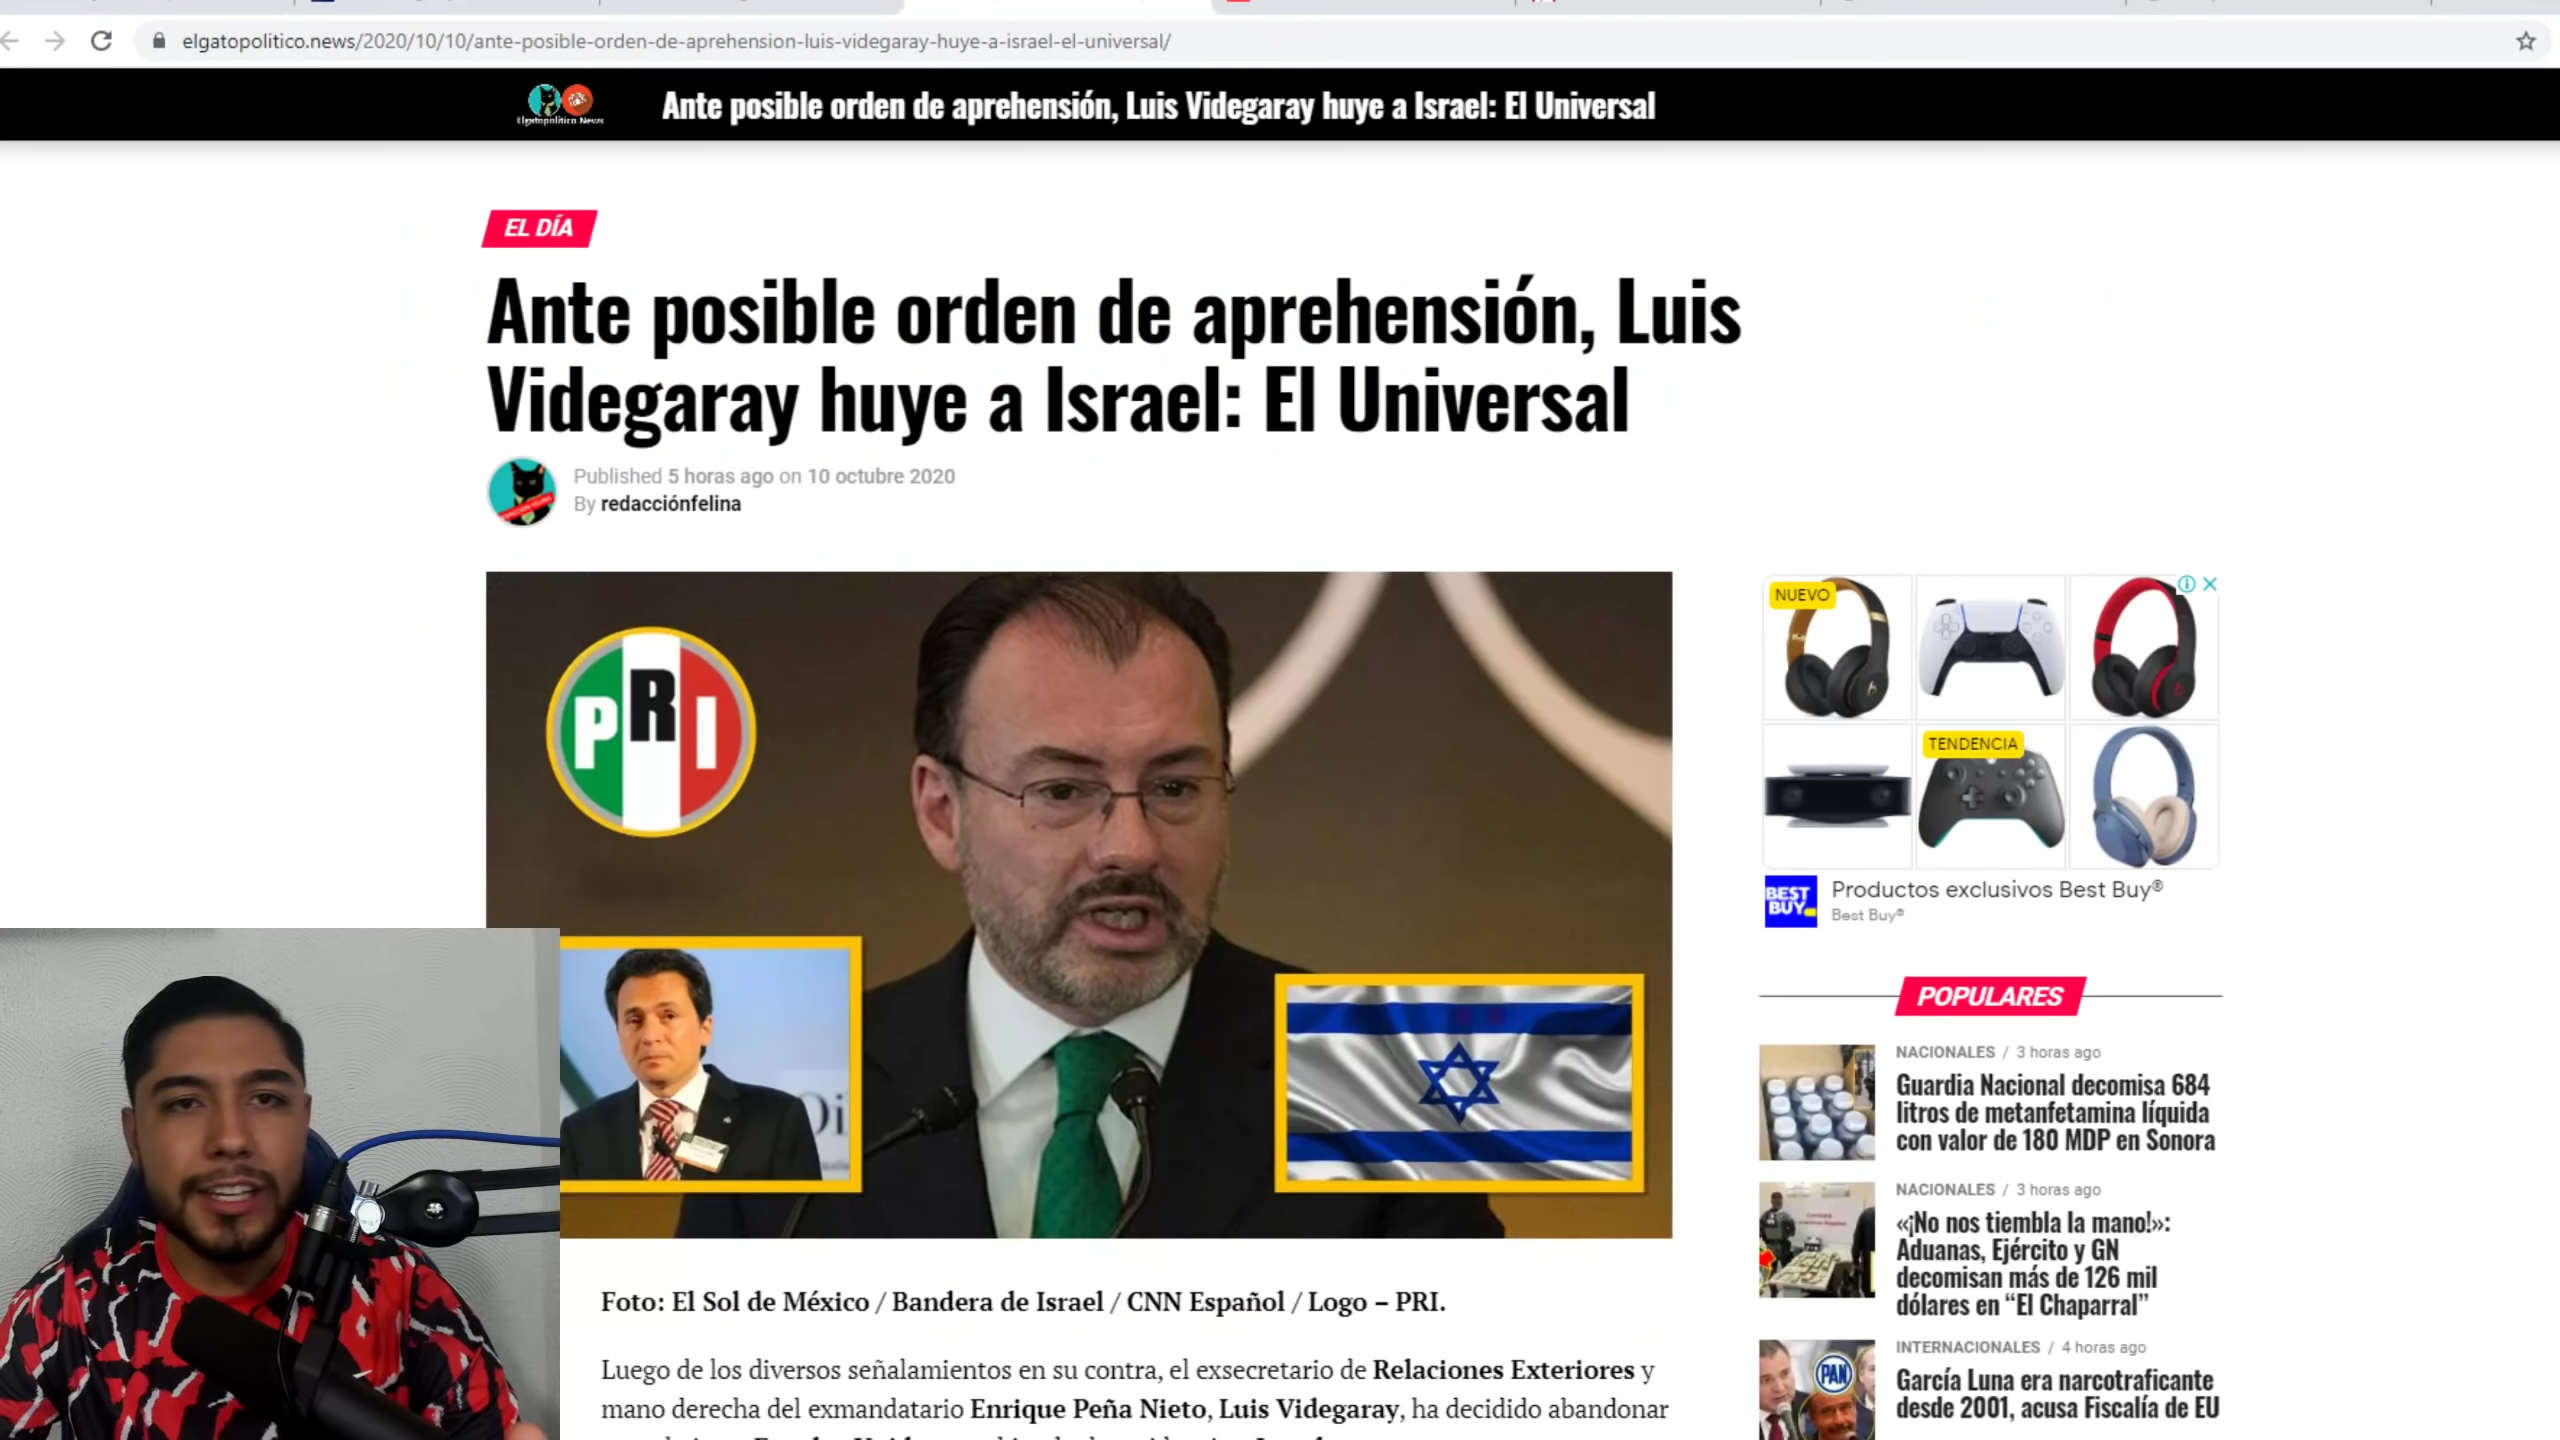 elgatopolitico.news/2020/10/10/ante-posible-orden-de-aprehension-luis-videgaray-huye-a-israel-el-universal/
Elgatopolitico.News
Ante posible orden de aprehensión, Luis Videgaray huye a Israel: El Universal
EL DÍA
Ante posible orden de aprehensión, Luis
Videgaray huye a Israel: El Universal
Published 5 horas ago on 10 octubre 2020
By redacciónfelina
PRI
NUEVO
TENDENCIA
BEST
BUY
Productos exclusivos Best Buy®
Best Buy®
POPULARES
NACIONALES / 3 horas ago
Guardia Nacional decomisa 684
litros de metanfetamina líquida
con valor de 180 MDP en Sonora
NACIONALES / 3 horas ago
«¡No nos tiembla la mano!»:
Aduanas, Ejército y GN
decomisan más de 126 mil
dólares en “El Chaparral”
INTERNACIONALES / 4 horas ago
PAN
García Luna era narcotraficante
desde 2001, acusa Fiscalía de EU
Foto: El Sol de México / Bandera de Israel / CNN Español / Logo – PRI.
Luego de los diversos señalamientos en su contra, el exsecretario de Relaciones Exteriores y
mano derecha del exmandatario Enrique Peña Nieto, Luis Videgaray, ha decidido abandonar